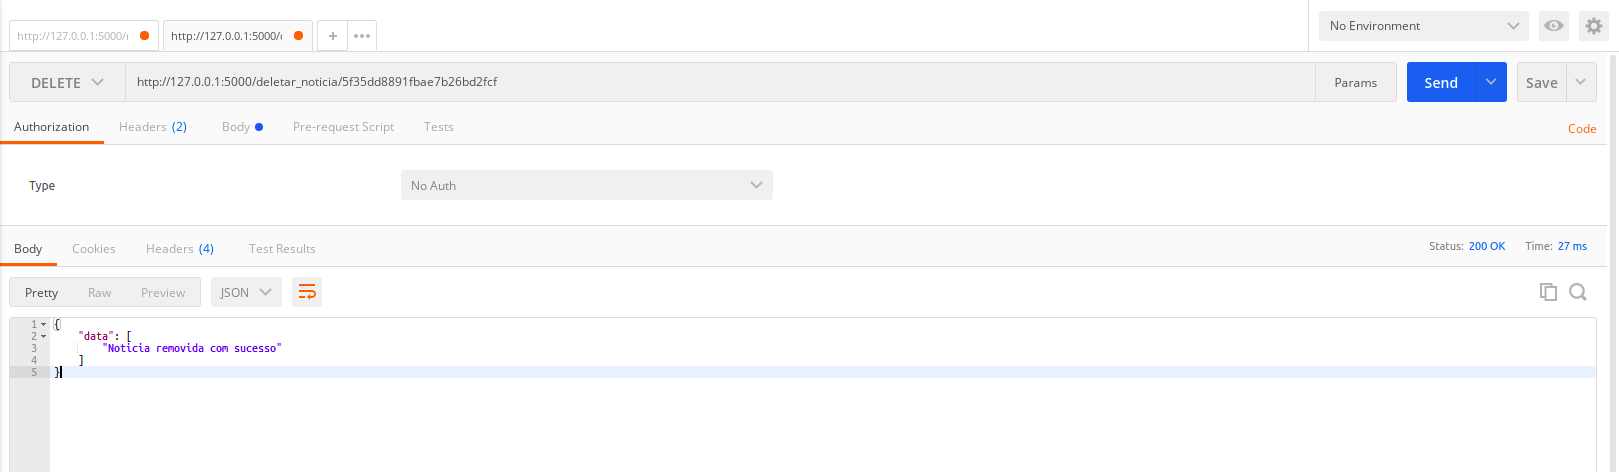 No Environment
http://127.0.0.1:5000/
http://127.0.0.1:5000/
DELETE http://127.0.0.1:5000/deletar_noticia/5f35dd8891fbae7b26bd2fcf Params Send Save
Authorization Headers (2) Body Pre-request Script Tests Code
Type No Auth
Body Cookies Headers (4) Test Results Status: 200 OK Time: 27 ms
Pretty Raw Preview JSON
1 {
2 "data": [
3 "Noticia removida com sucesso"
4 ]
5 }